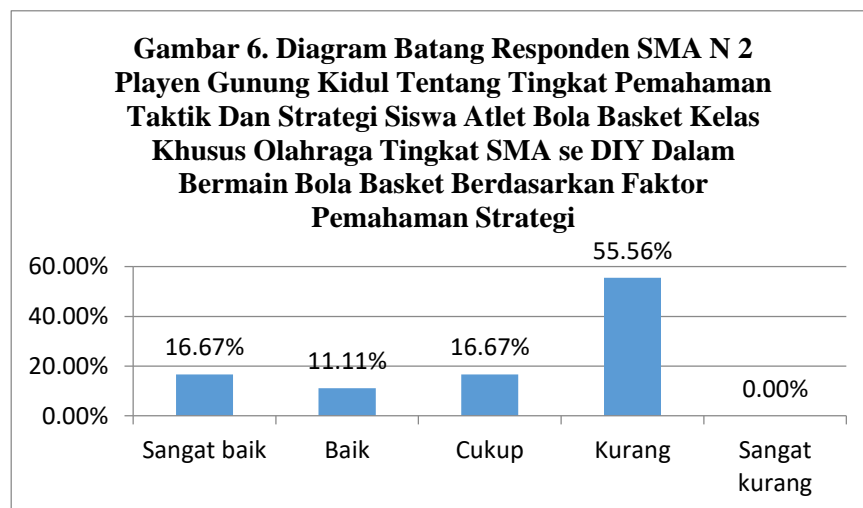 Gambar 6. Diagram Batang Responden SMA N 2
Playen Gunung Kidul Tentang Tingkat Pemahaman
Taktik Dan Strategi Siswa Atlet Bola Basket Kelas
Khusus Olahraga Tingkat SMA se DIY Dalam
Bermain Bola Basket Berdasarkan Faktor
Pemahaman Strategi
60.00%
40.00%
20.00%
0.00%
16.67%
11.11%
16.67%
55.56%
0.00%
Sangat baik
Baik
Cukup
Kurang
Sangat
kurang